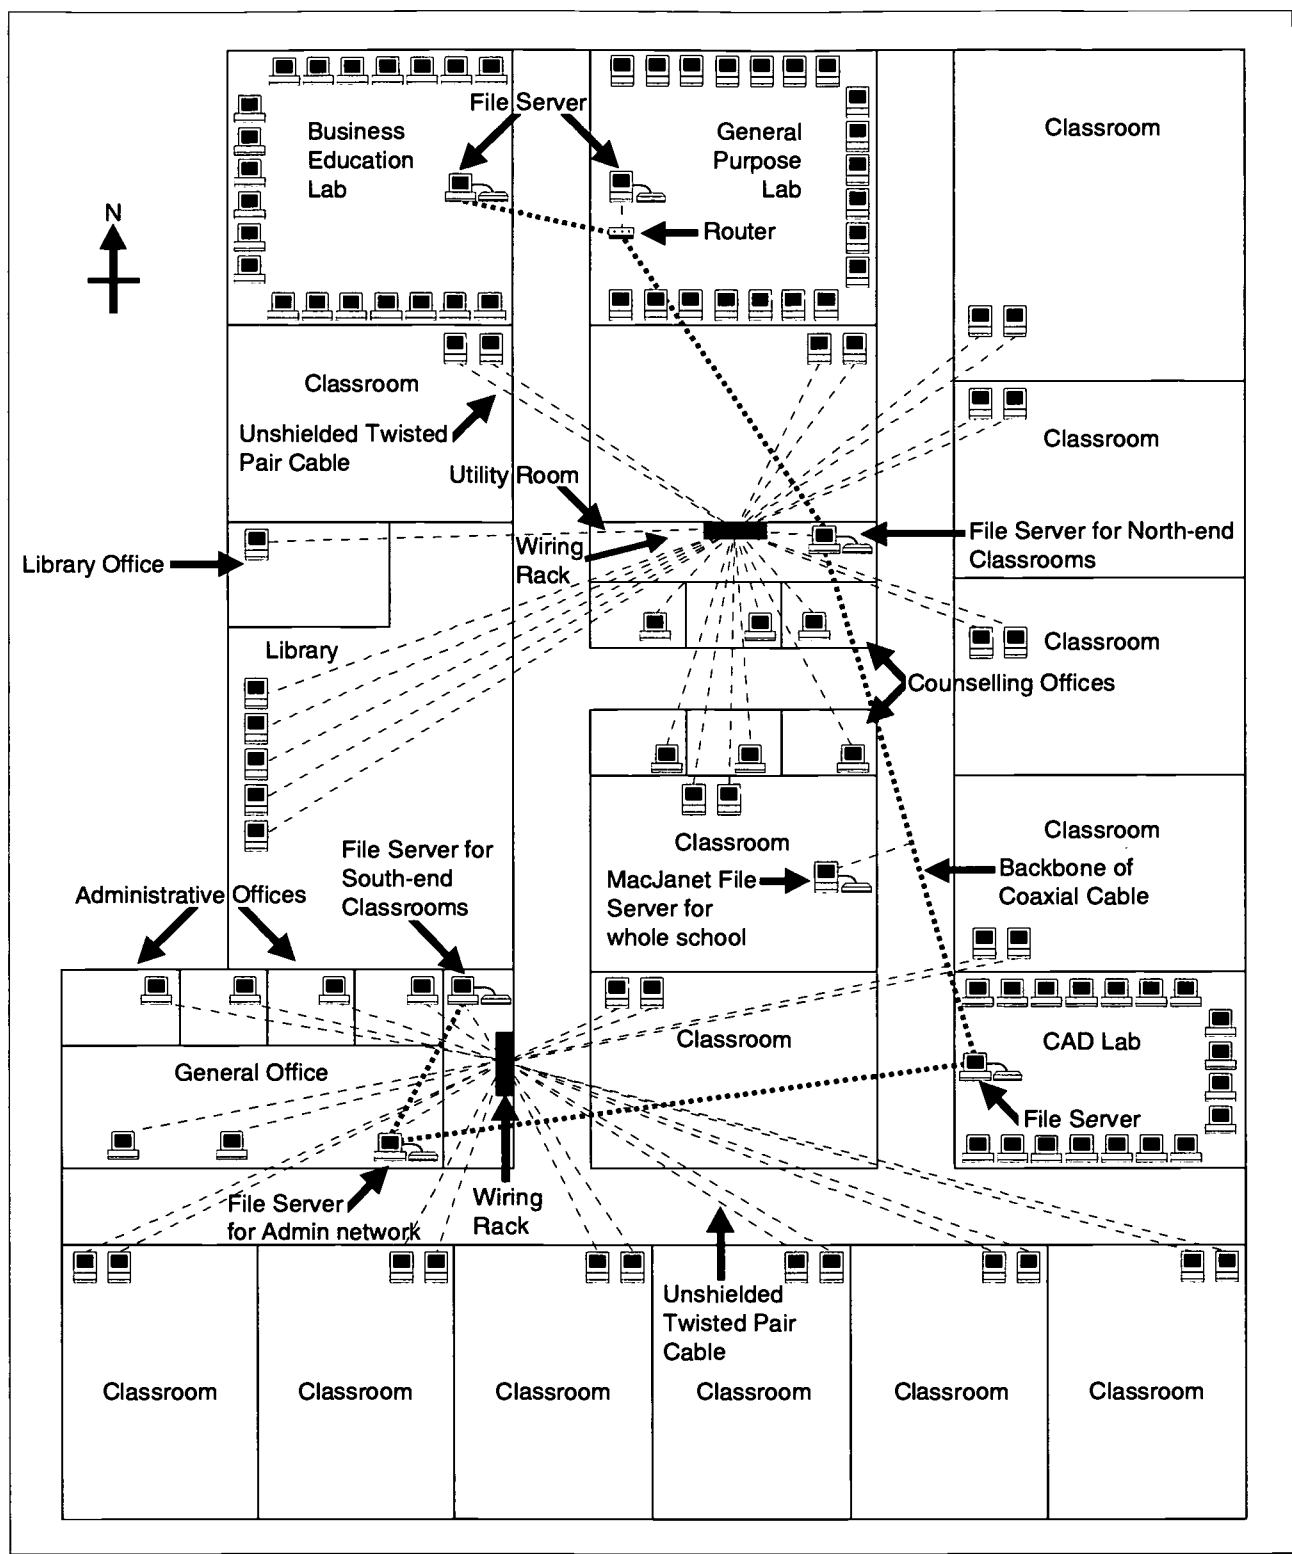 File Server
Business
Education
Lab
General
Purpose
Lab
Classroom
N
Router
Classroom
Unshielded Twisted
Pair Cable
Classroom
Utility Room
Wiring
Rack
File Server for North-end
Classrooms
Library Office
Library
Classroom
Counselling Offices
File Server for
South-end
Classrooms
Classroom
Classroom
MacJanet File
Server for
whole school
Backbone of
Coaxial Cable
Administrative Offices
General Office
Classroom
CAD Lab
File Server
File Server
for Admin network
Wiring
Rack
Unshielded
Twisted Pair
Cable
Classroom
Classroom
Classroom
Classroom
Classroom
Classroom